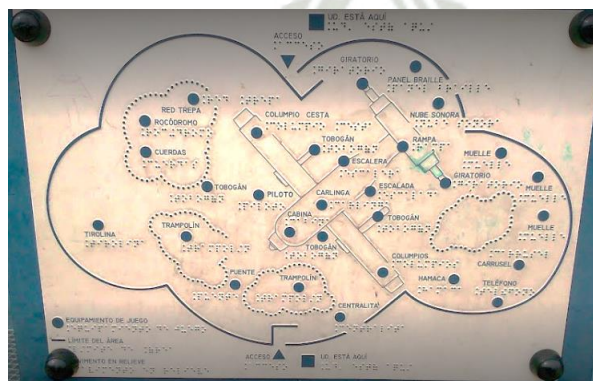 UD. ESTÁ AQUÍ
ACCESO
GIRATORIO
PANEL BRAILLE
RED TREPA
NUBE SONORA
ROCÓDROMO
COLUMPIO CESTA
TOBOGÁN
RAMPA
CUERDAS
ESCALERA
MUELLE
TOBOGÁN
PILOTO
CARLINGA
ESCALADA
GIRATORIO
MUELLE
CABINA
TOBOGÁN
MUELLE
TIROLINA
TRAMPOLÍN
TOBOGÁN
COLUMPIOS
CARRUSEL
PUENTE
TRAMPOLÍN
HAMACA
TELÉFONO
CENTRALITA
EQUIPAMIENTO DE JUEGO
LÍMITE DEL ÁREA
EN RELIEVE
ACCESO
UD. ESTÁ AQUÍ